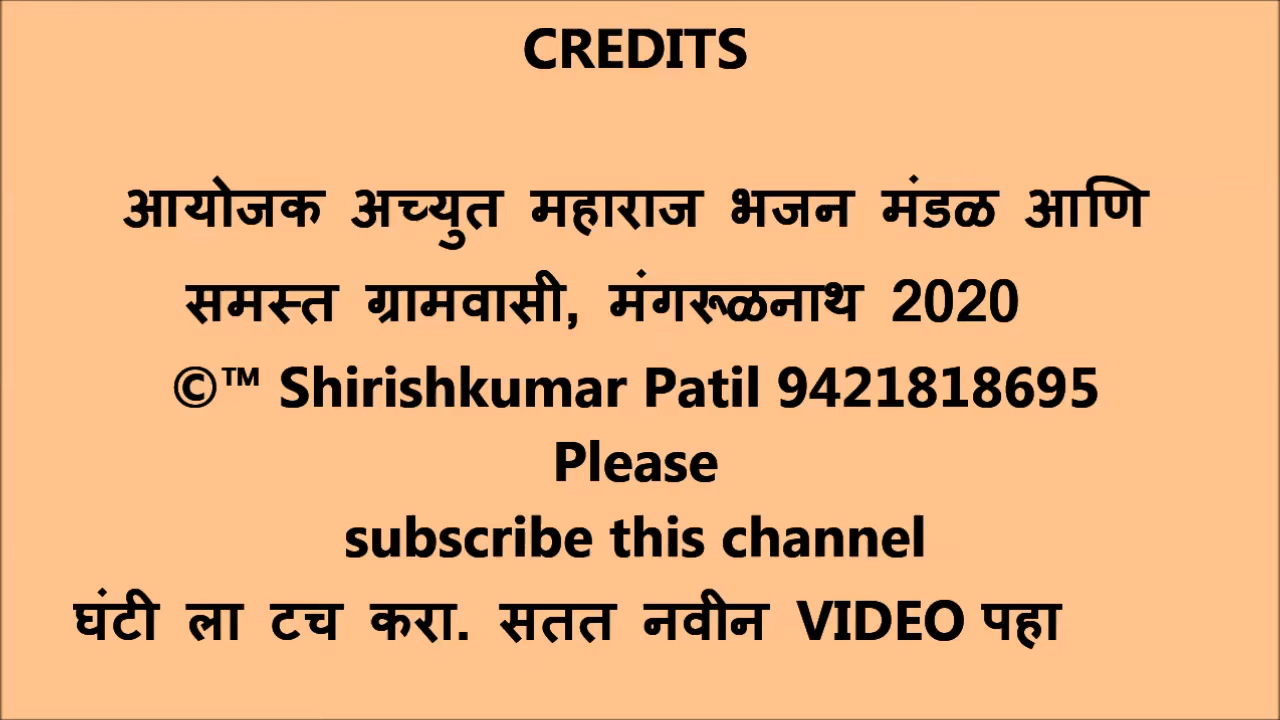 CREDITS
आयोजक अच्युत महाराज भजन मंडळ आणि
समस्त ग्रामवासी, मंगरूळनाथ 2020
©™ Shirishkumar Patil 9421818695
Please
subscribe this channel
घंटी ला टच करा. सतत नवीन VIDEO पहा